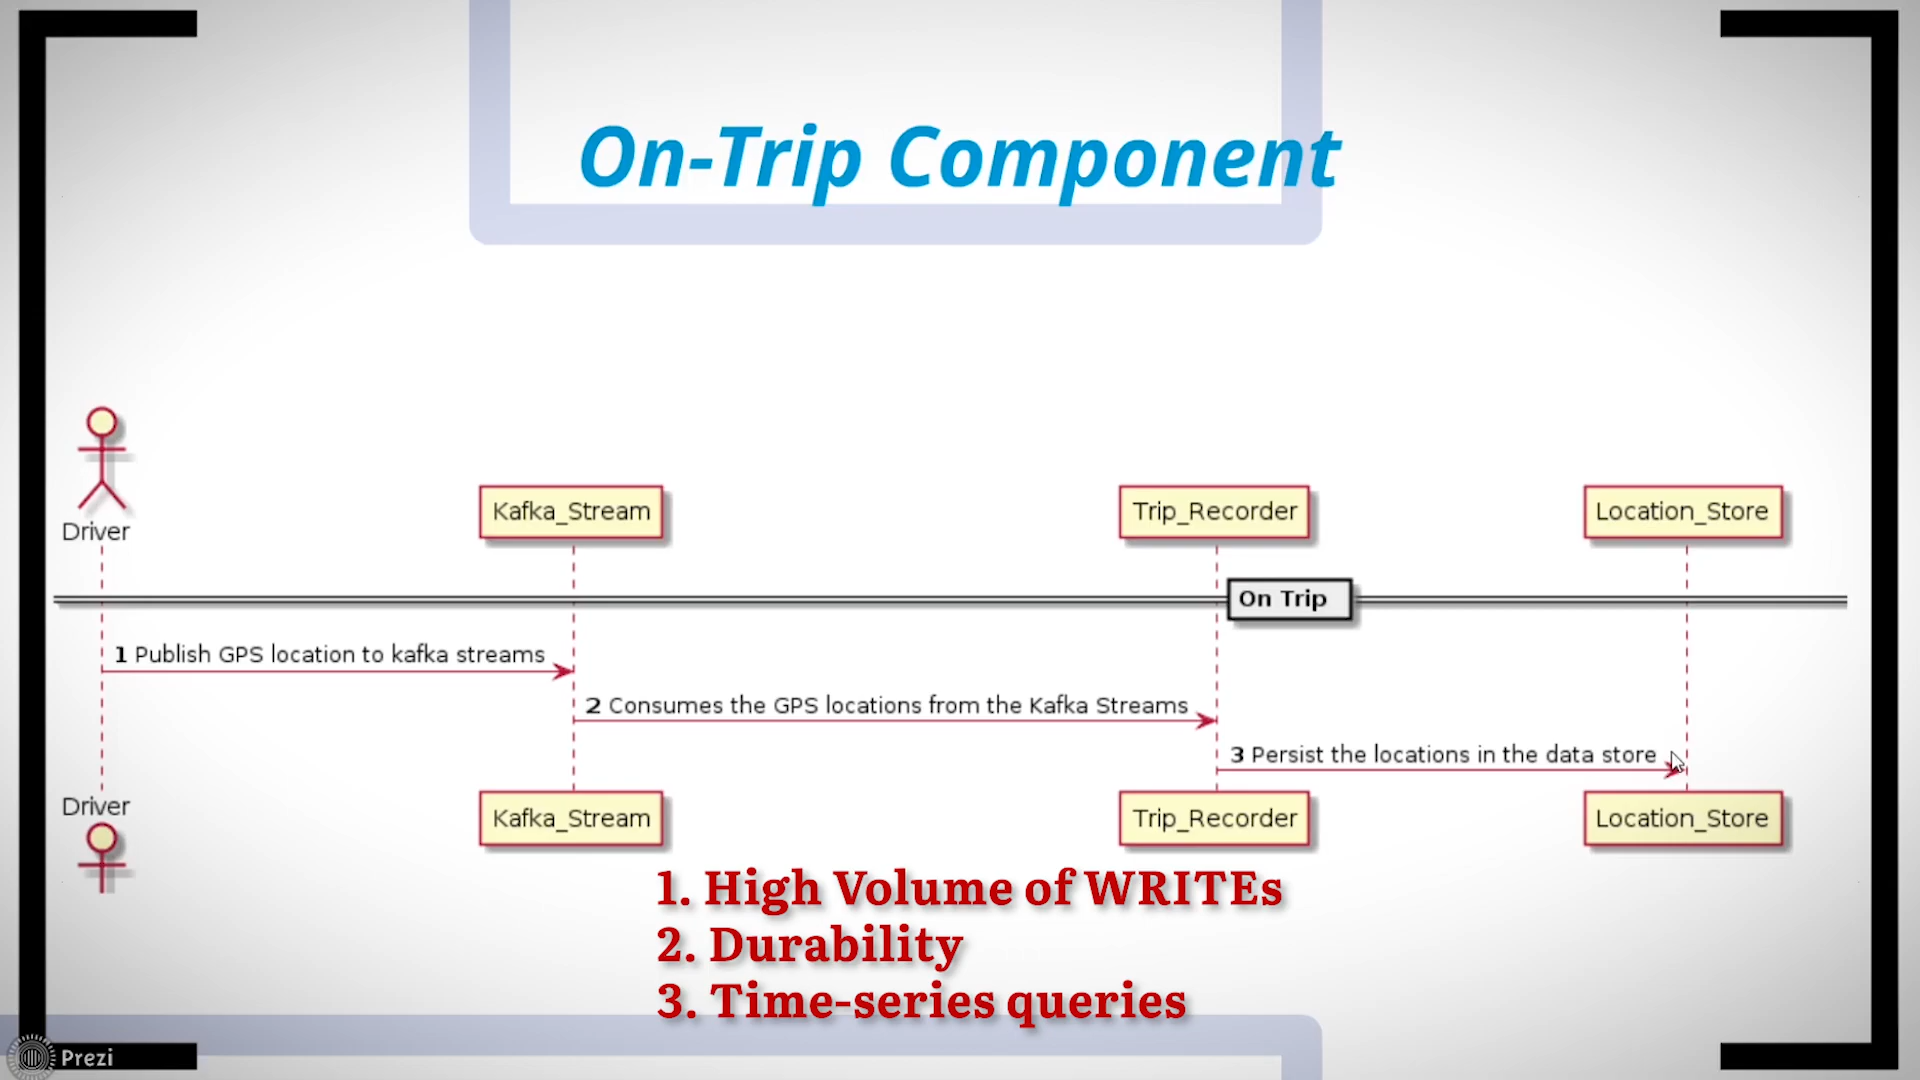 On-Trip Component
Driver
Kafka_Stream
Trip_Recorder
Location_Store
On Trip
1 Publish GPS location to kafka streams
2 Consumes the GPS locations from the Kafka Streams
3 Persist the locations in the data store
Driver
Kafka_Stream
Trip_Recorder
Location_Store
1. High Volume of WRITEs
2. Durability
3. Time-series queries
Prezi